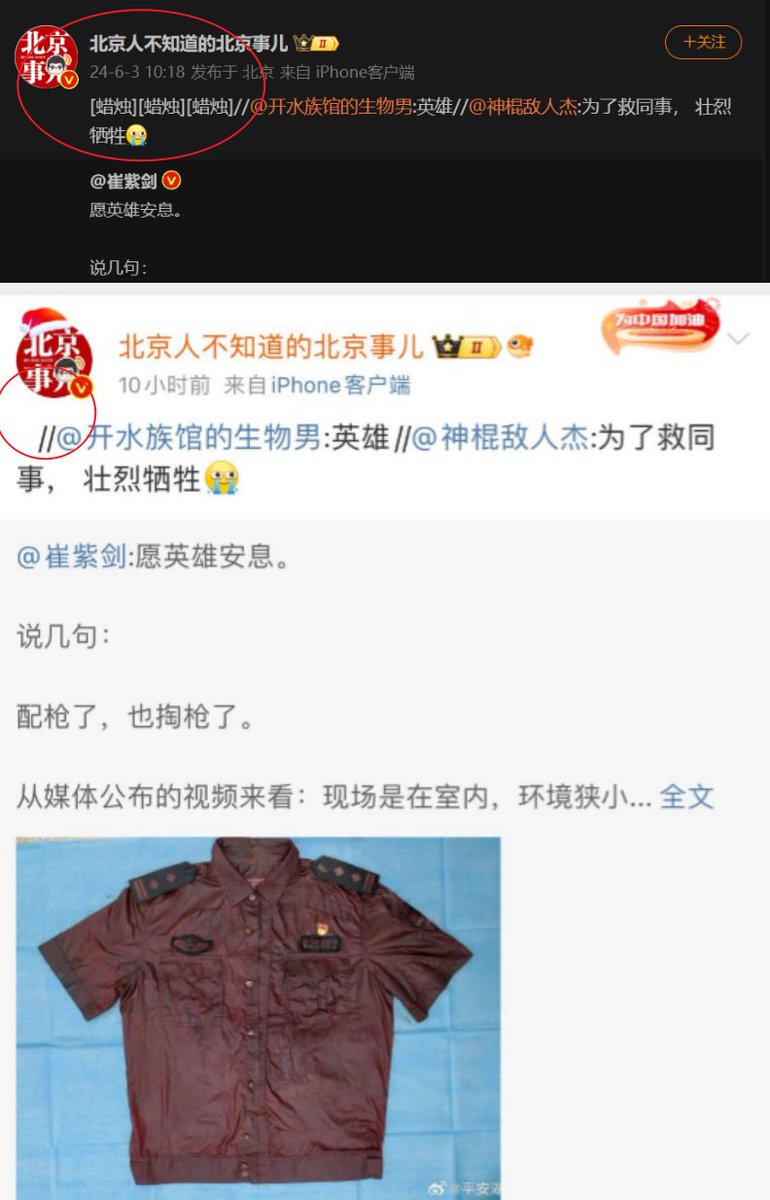 北京
事儿
北京人不知道的北京事儿 II
+关注
24-6-3 10:18 发布于 北京 来自 iPhone客户端
[蜡烛][蜡烛][蜡烛]//@开水族馆的生物男:英雄//@神棍敌人杰:为了救同事， 壮烈
牺牲
@崔紫剑
愿英雄安息。
说几句：
北京
事儿
北京人不知道的北京事儿 II
为中国加油
10小时前 来自iPhone客户端
//@开水族馆的生物男:英雄//@神棍敌人杰:为了救同
事， 壮烈牺牲
@崔紫剑:愿英雄安息。
说几句：
配枪了，也掏枪了。
从媒体公布的视频来看：现场是在室内，环境狭小... 全文
@平安